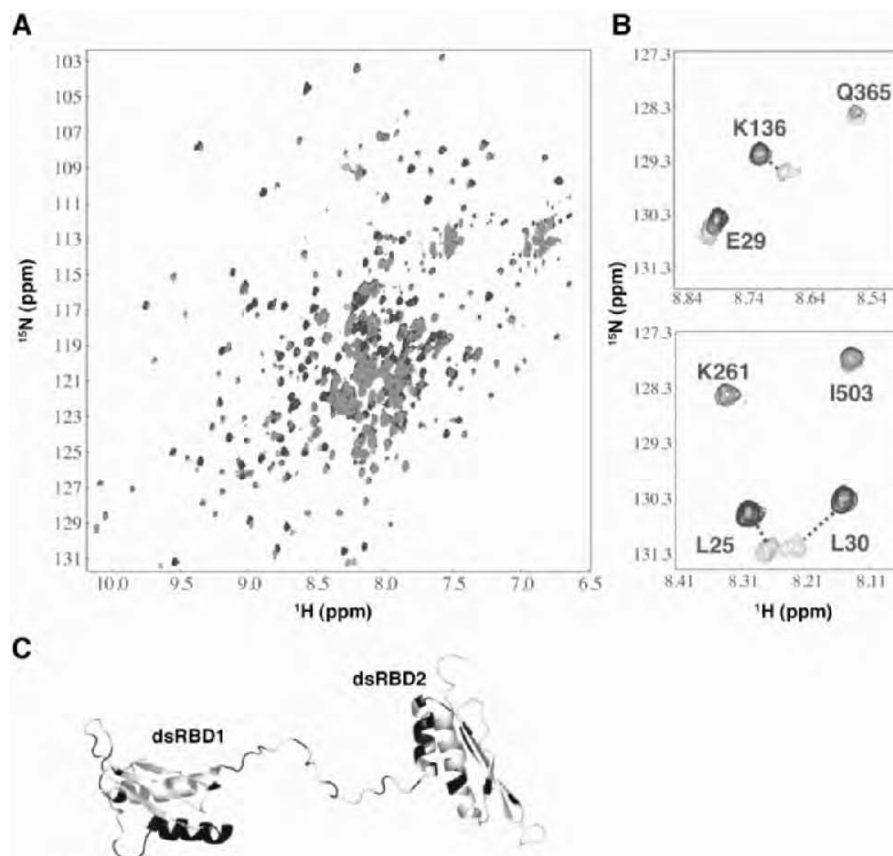 A
103
105
107
109
111
113
115
117
119
121
123
125
127
129
131
¹⁵N (ppm)
10.0 9.5 9.0 8.5 8.0 7.5 7.0 6.5
¹H (ppm)
B
127.3
128.3
129.3
130.3
131.3
Q365
K136
E29
8.84 8.74 8.64 8.54
127.3
128.3
129.3
130.3
131.3
¹⁵N (ppm)
K261
I503
L25
L30
8.41 8.31 8.21 8.11
¹H (ppm)
C
dsRBD1
dsRBD2